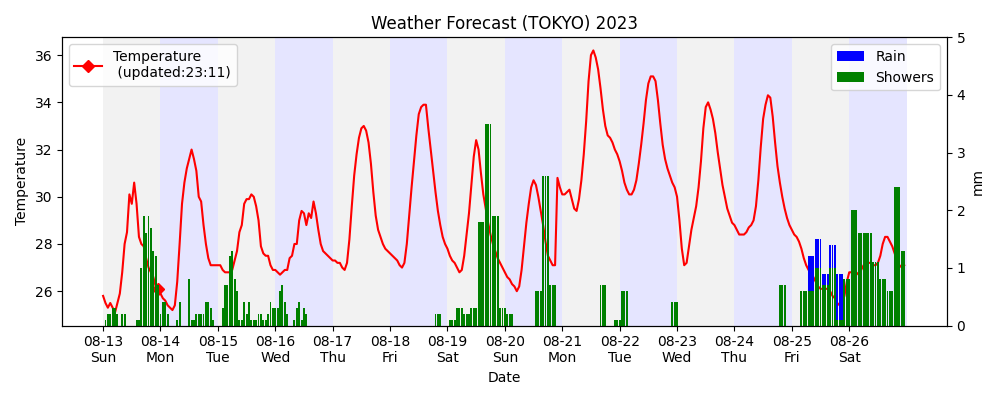 Weather Forecast (TOKYO) 2023
Temperature
(updated:23:11)
Rain
Showers
36
34
32
30
28
26
Temperature
5
4
3
2
1
0
mm
08-13 08-14 08-15 08-16 08-17 08-18 08-19 08-20 08-21 08-22 08-23 08-24 08-25 08-26
Sun Mon Tue Wed Thu Fri Sat Sun Mon Tue Wed Thu Fri Sat
Date